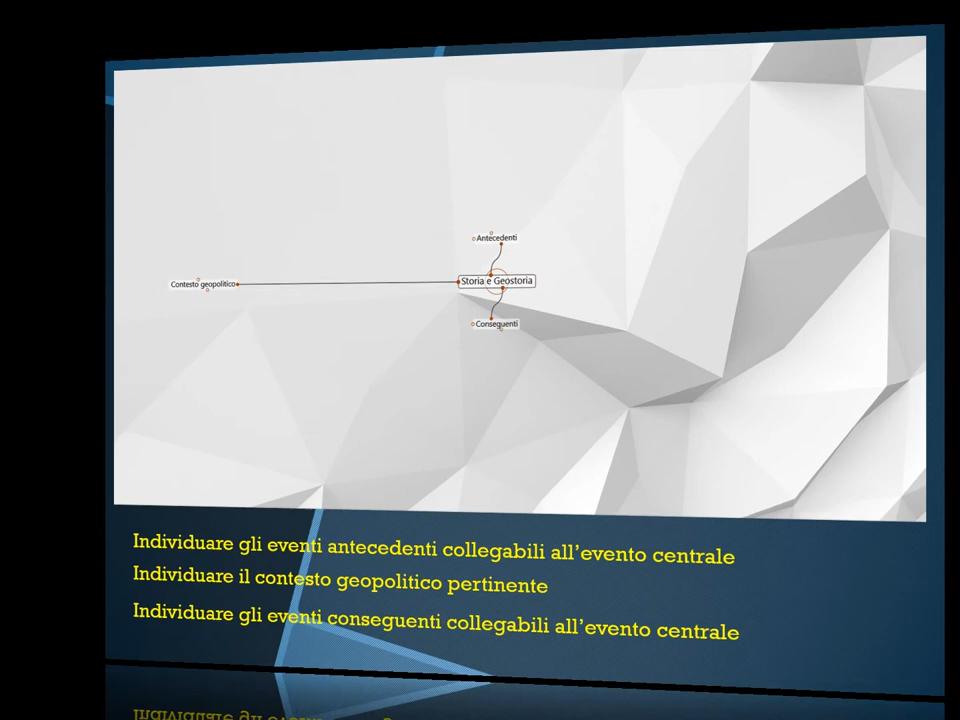 Antecedenti
Contesto geopolitico
Storia e Geostoria
Conseguenti
Individuare gli eventi antecedenti collegabili all’evento centrale
Individuare il contesto geopolitico pertinente
Individuare gli eventi conseguenti collegabili all’evento centrale